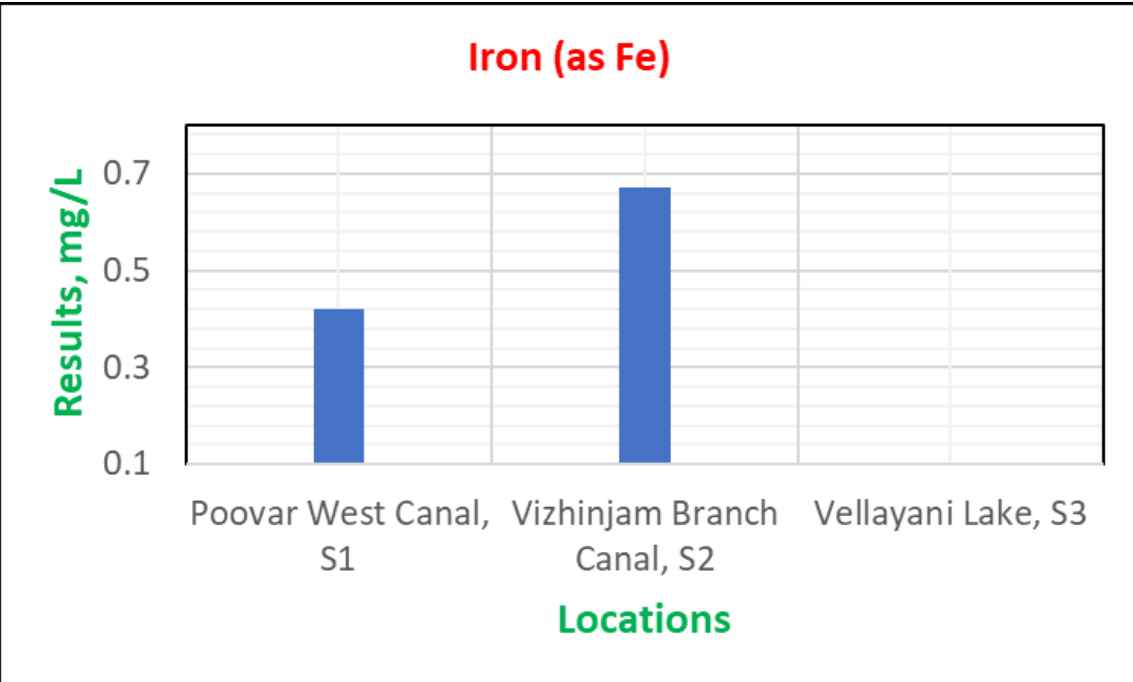 Iron (as Fe)
Results, mg/L
0.7
0.5
0.3
0.1
Poovar West Canal,
S1
Vizhinjam Branch
Canal, S2
Vellayani Lake, S3
Locations